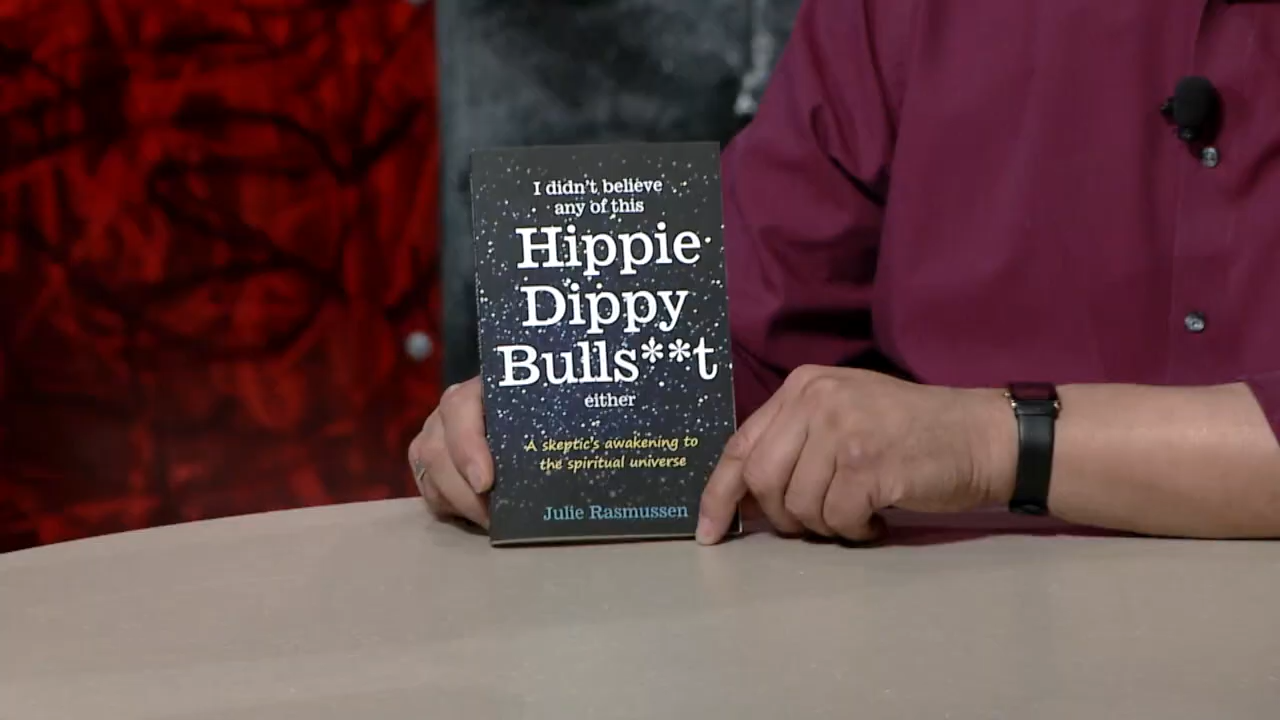 I didn't believe
any of this
Hippie
Dippy
Bulls**t
either
A skeptic's awakening to
the spiritual universe
Julie Rasmussen